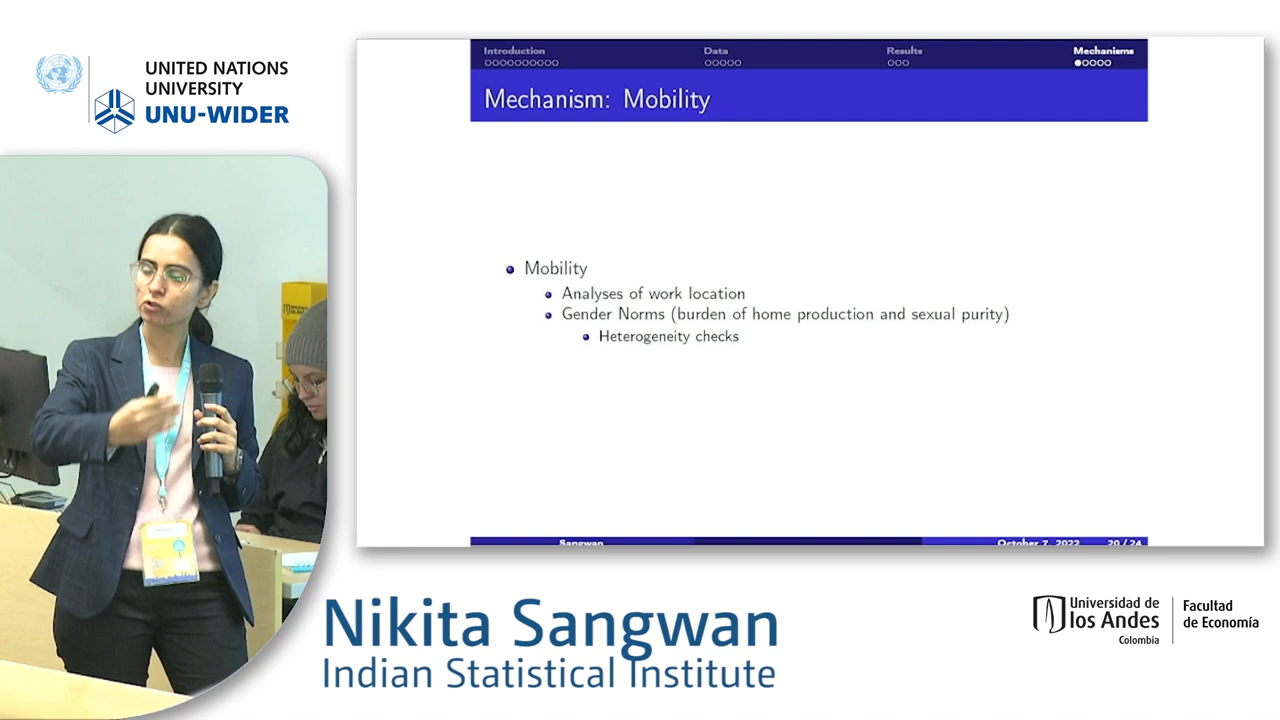 UNITED NATIONS
UNIVERSITY
UNU-WIDER
Introduction Data Results Mechanisms
Mechanism: Mobility
Mobility
Analyses of work location
Gender Norms (burden of home production and sexual purity)
Heterogeneity checks
Sangwan October 7, 2022 20 / 24
Nikita Sangwan
Indian Statistical Institute
Universidad de
los Andes
Colombia
Facultad
de Economía